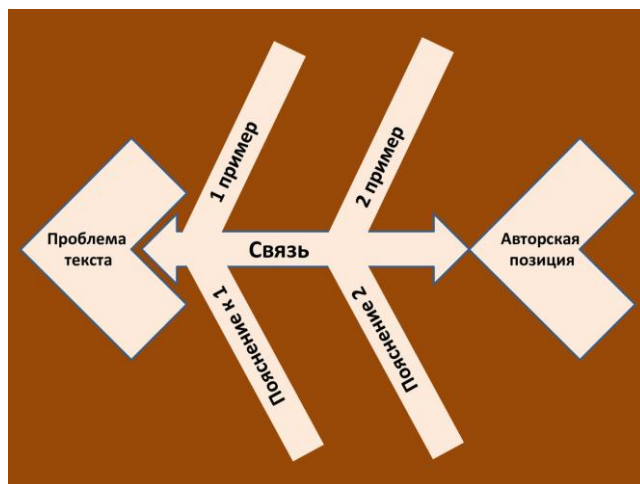 1 пример
2 пример
Проблема
текста
Связь
Авторская
позиция
Пояснение к 1
Пояснение 2